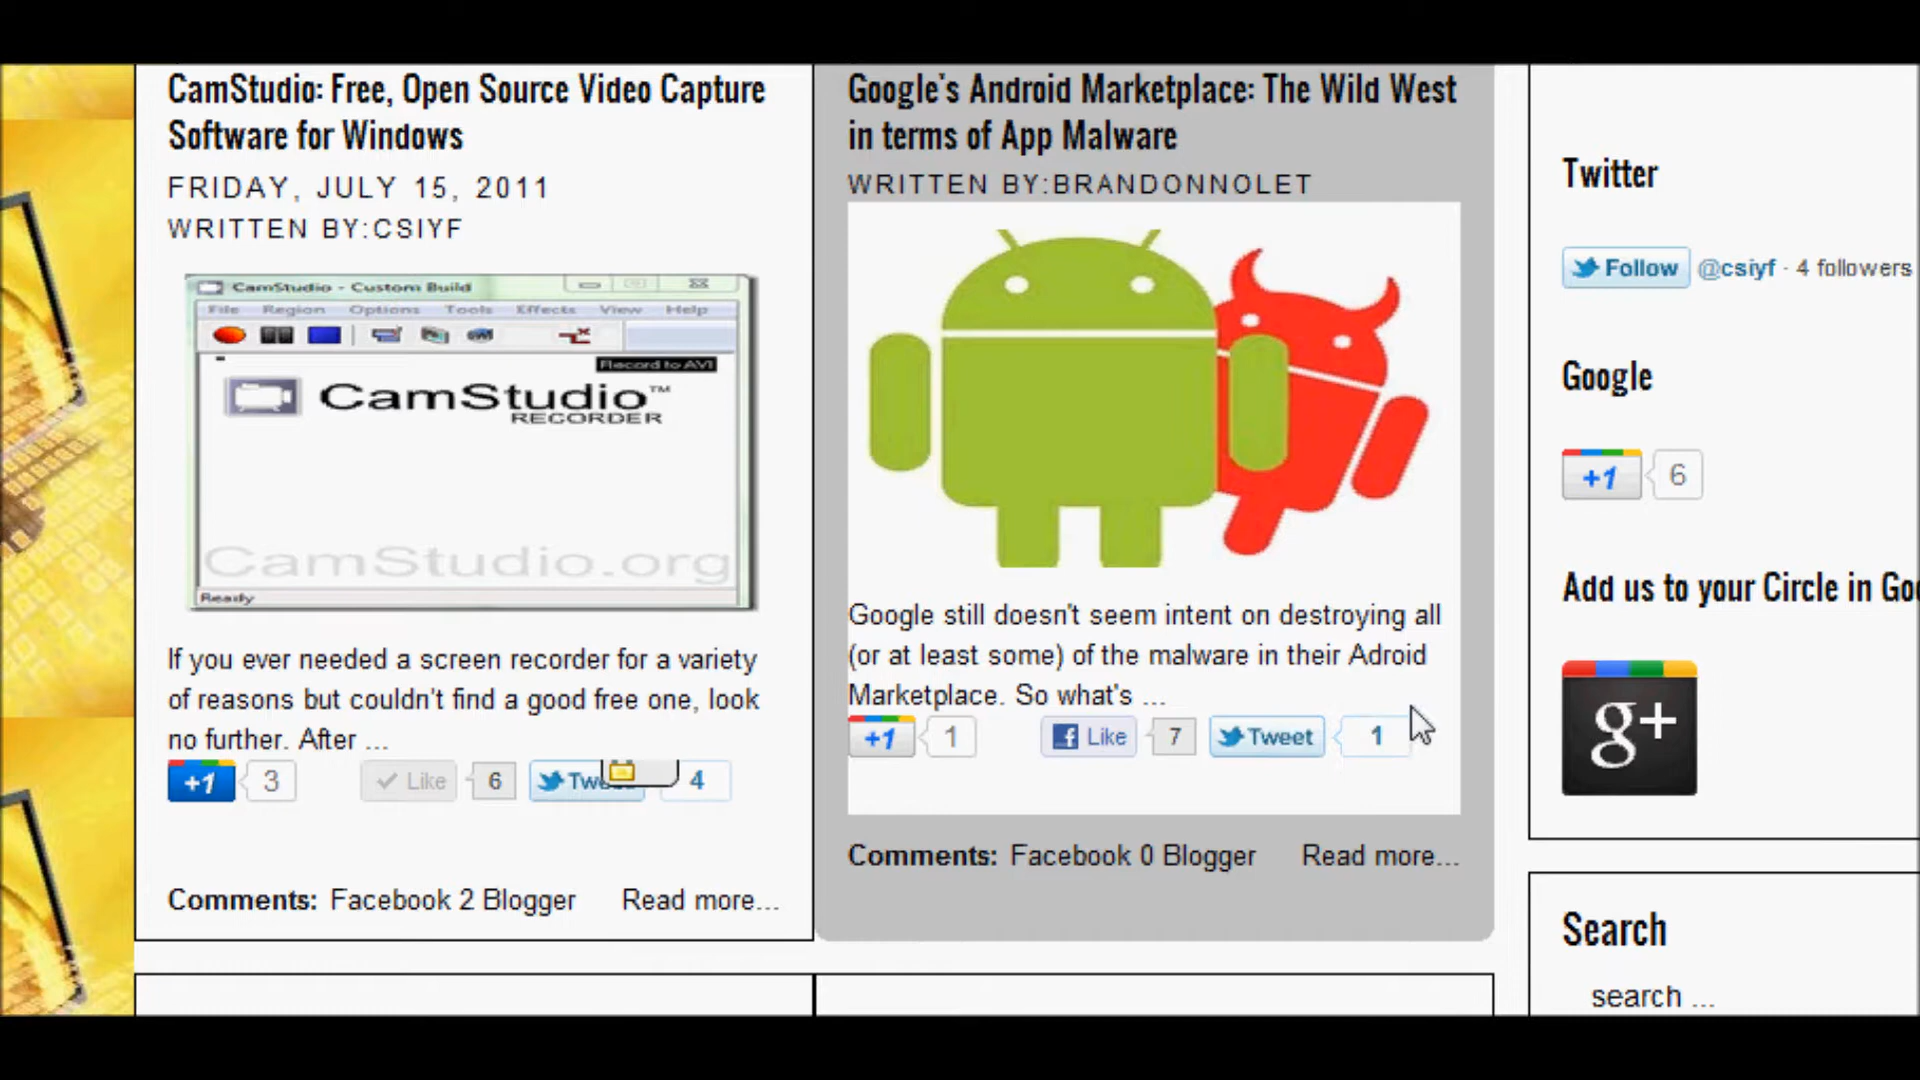 CamStudio: Free, Open Source Video Capture
Software for Windows
FRIDAY, JULY 15, 2011
WRITTEN BY:CSIYF
CamStudio - Custom Build
File Region Options Tools Effects View Help
Record to AVI
CamStudio™
RECORDER
CamStudio.org
Ready
If you ever needed a screen recorder for a variety
of reasons but couldn't find a good free one, look
no further. After ...
+1 3 Like 6 4
Comments: Facebook 2 Blogger Read more...
Google's Android Marketplace: The Wild West
in terms of App Malware
WRITTEN BY:BRANDONNOLET
Google still doesn't seem intent on destroying all
(or at least some) of the malware in their Adroid
Marketplace. So what's ...
+1 1 Like 7 Tweet 1
Comments: Facebook 0 Blogger Read more...
Twitter
Follow @csiyf · 4 followers
Google
+1 6
Add us to your Circle in Goo
g+
Search
search ...